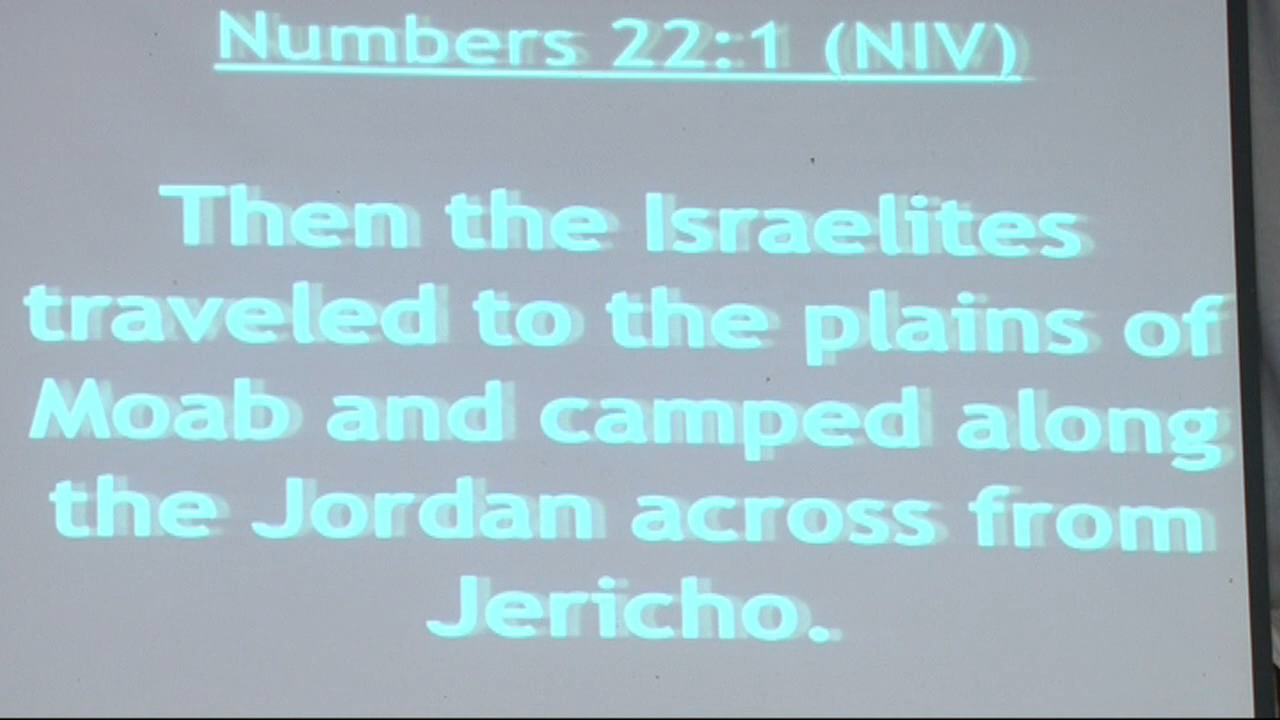 Numbers 22:1 (NIV)
Then the Israelites
traveled to the plains of
Moab and camped along
the Jordan across from
Jericho.